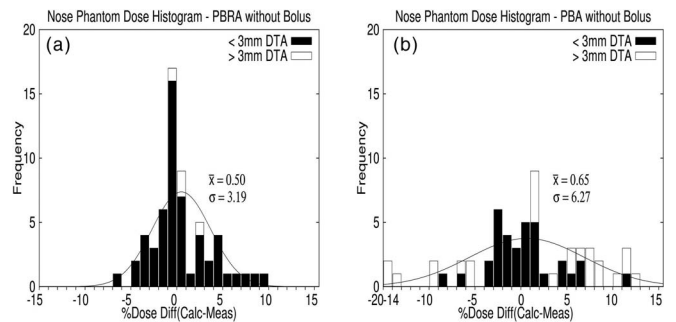 Nose Phantom Dose Histogram - PBRA without Bolus
(a)
< 3mm DTA
> 3mm DTA
20
15
10
5
0
Frequency
x̄ = 0.50
σ = 3.19
-15 -10 -5 0 5 10 15
%Dose Diff(Calc-Meas)
Nose Phantom Dose Histogram - PBA without Bolus
(b)
< 3mm DTA
> 3mm DTA
20
15
10
5
0
Frequency
x̄ = 0.65
σ = 6.27
-20-14 -10 -5 0 5 10 15
%Dose Diff(Calc-Meas)